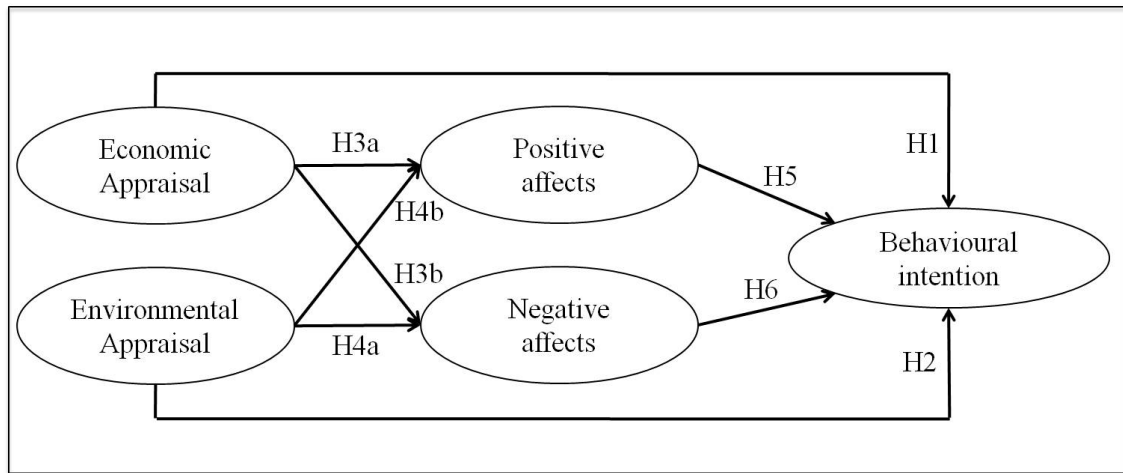 Economic
Appraisal
H3a
Positive
affects
H1
H5
H4b
Behavioural
intention
H3b
Environmental
Appraisal
H4a
Negative
affects
H6
H2